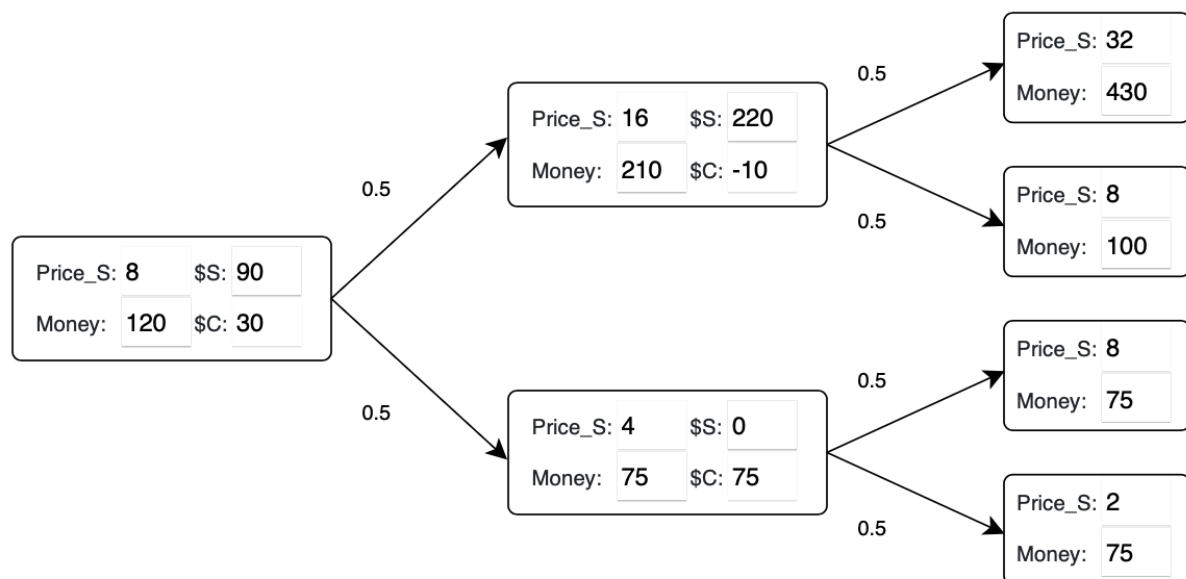 Price_S: 8 $S: 90
Money: 120 $C: 30
0.5
0.5
Price_S: 16 $S: 220
Money: 210 $C: -10
Price_S: 4 $S: 0
Money: 75 $C: 75
0.5
0.5
0.5
0.5
Price_S: 32
Money: 430
Price_S: 8
Money: 100
Price_S: 8
Money: 75
Price_S: 2
Money: 75